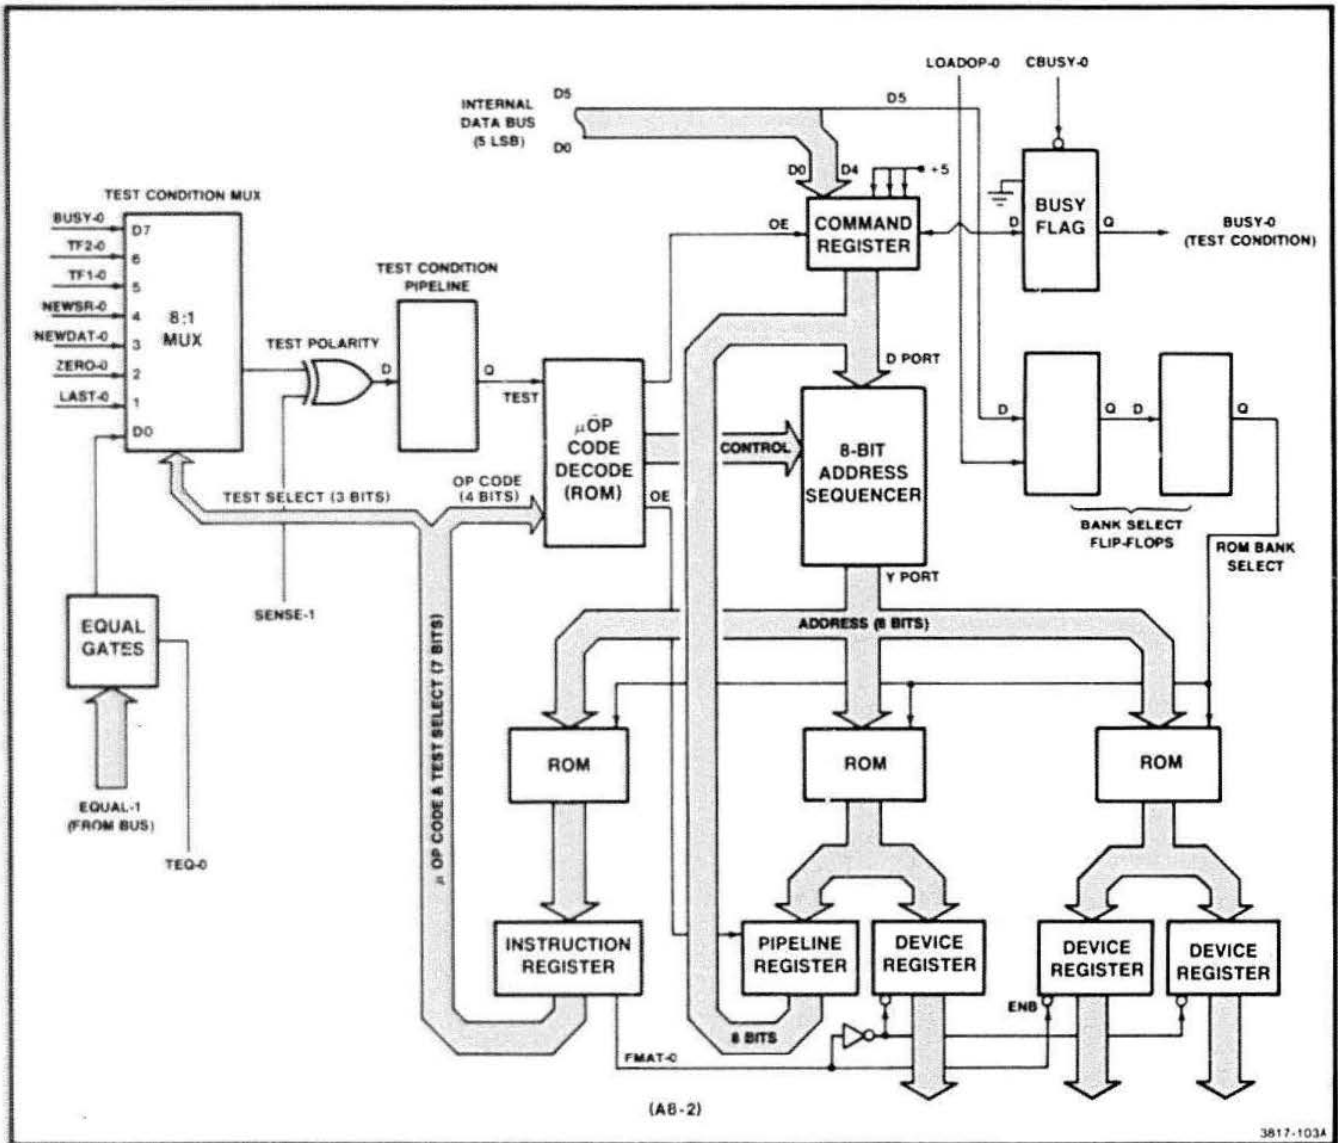 LOADOP-0
CBUSY-0
D5
D5
INTERNAL
DATA BUS
(5 LSB)
D0
D0
D4
+5
TEST CONDITION MUX
BUSY-0
TF2-0
TF1-0
NEWSR-0
NEWDAT-0
ZERO-0
LAST-0
D7
6
5
4
3
2
1
D0
8:1
MUX
TEST POLARITY
TEST CONDITION
PIPELINE
D
Q
TEST
OE
COMMAND
REGISTER
D
BUSY
FLAG
Q
BUSY-0
(TEST CONDITION)
D PORT
μOP
CODE
DECODE
(ROM)
CONTROL
8-BIT
ADDRESS
SEQUENCER
D
Q
D
Q
BANK SELECT
FLIP-FLOPS
ROM BANK
SELECT
TEST SELECT (3 BITS)
OP CODE
(4 BITS)
OE
Y PORT
SENSE-1
EQUAL
GATES
EQUAL-1
(FROM BUS)
TEQ-0
μ OP CODE & TEST SELECT (7 BITS)
ADDRESS (8 BITS)
ROM
ROM
ROM
INSTRUCTION
REGISTER
PIPELINE
REGISTER
DEVICE
REGISTER
DEVICE
REGISTER
DEVICE
REGISTER
ENB
8 BITS
FMAT-0
(A8-2)
3817-103A